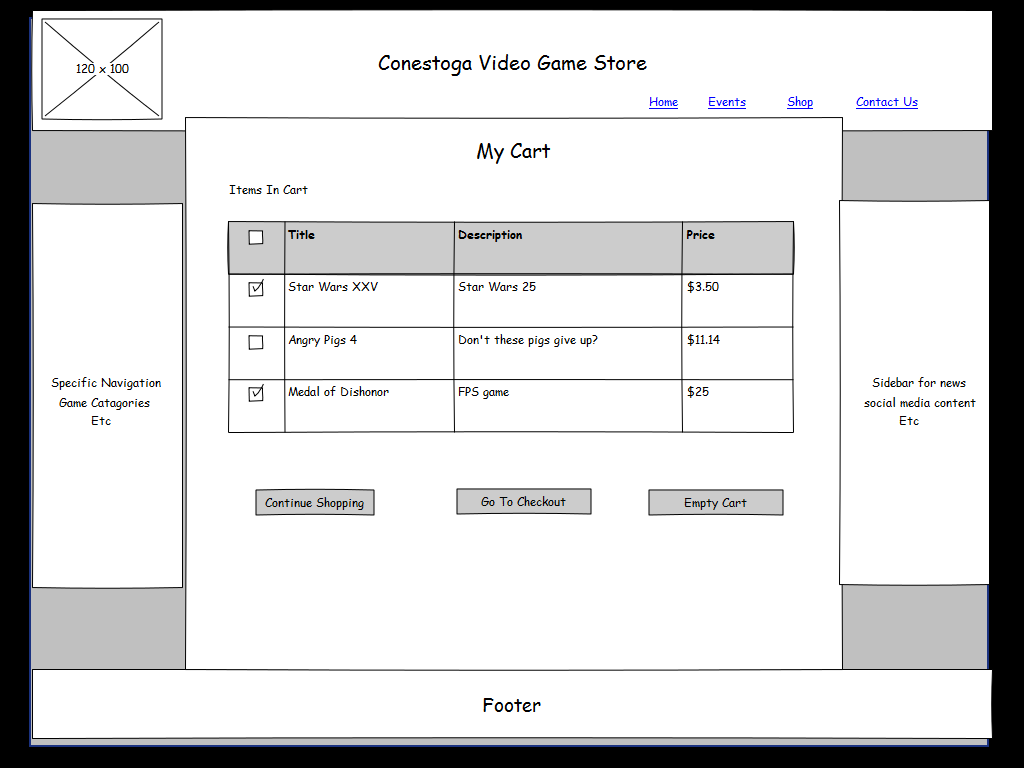 120 x 100
Conestoga Video Game Store
Home Events Shop Contact Us
My Cart
Items In Cart
Title Description Price
Star Wars XXV Star Wars 25 $3.50
Angry Pigs 4 Don't these pigs give up? $11.14
Medal of Dishonor FPS game $25
Specific Navigation
Game Catagories
Etc
Sidebar for news
social media content
Etc
Continue Shopping Go To Checkout Empty Cart
Footer